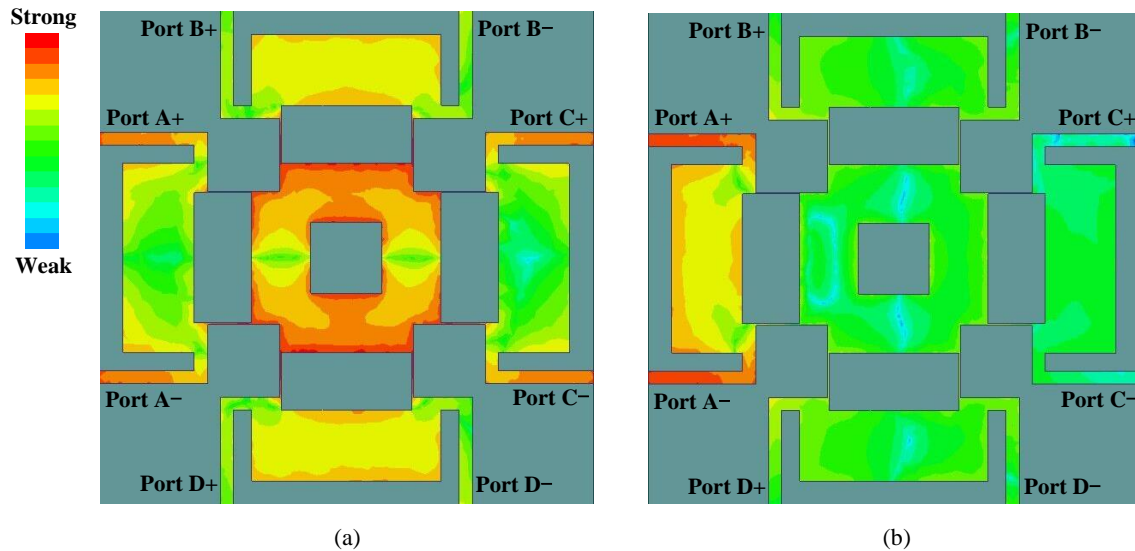 Strong
Weak
Port B+
Port B−
Port A+
Port C+
Port A−
Port C−
Port D+
Port D−
(a)
Port B+
Port B−
Port A+
Port C+
Port A−
Port C−
Port D+
Port D−
(b)